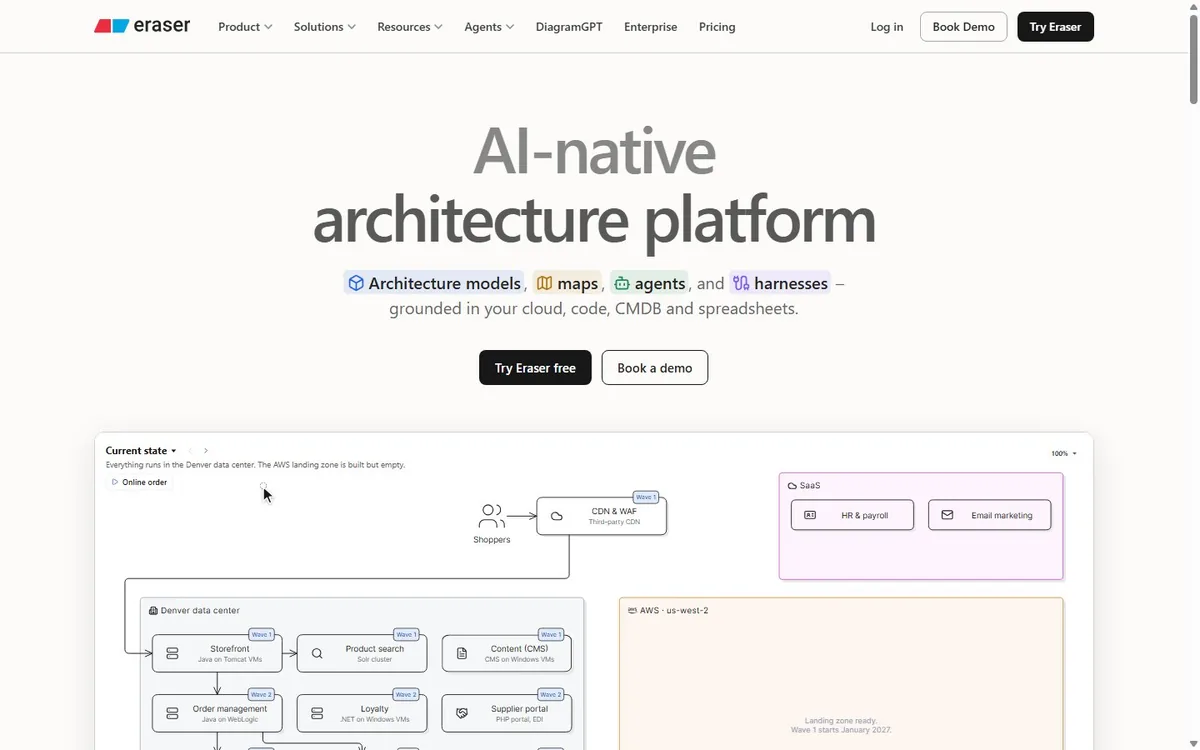 eraser
Product
Solutions
Resources
Agents
DiagramGPT
Enterprise
Pricing
Log in
Book Demo
Try Eraser
AI-native
architecture platform
Architecture models, maps, agents, and harnesses –
grounded in your cloud, code, CMDB and spreadsheets.
Try Eraser free
Book a demo
Current state
100%
Everything runs in the Denver data center. The AWS landing zone is built but empty.
Online order
Shoppers
Wave 1
CDN & WAF
Third-party CDN
SaaS
HR & payroll
Email marketing
Denver data center
Wave 1
Storefront
Java on Tomcat VMs
Wave 1
Product search
Solr cluster
Wave 1
Content (CMS)
CMS on Windows VMs
Wave 2
Order management
Java on WebLogic
Wave 2
Loyalty
.NET on Windows VMs
Wave 2
Supplier portal
PHP portal, EDI
AWS · us-west-2
Landing zone ready.
Wave 1 starts January 2027.